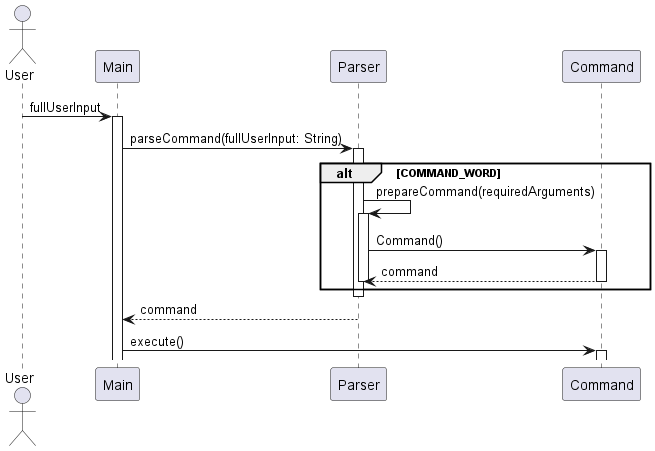 User
Main
Parser
Command
fullUserInput
parseCommand(fullUserInput: String)
alt
[COMMAND_WORD]
prepareCommand(requiredArguments)
Command()
command
command
execute()
User
Main
Parser
Command